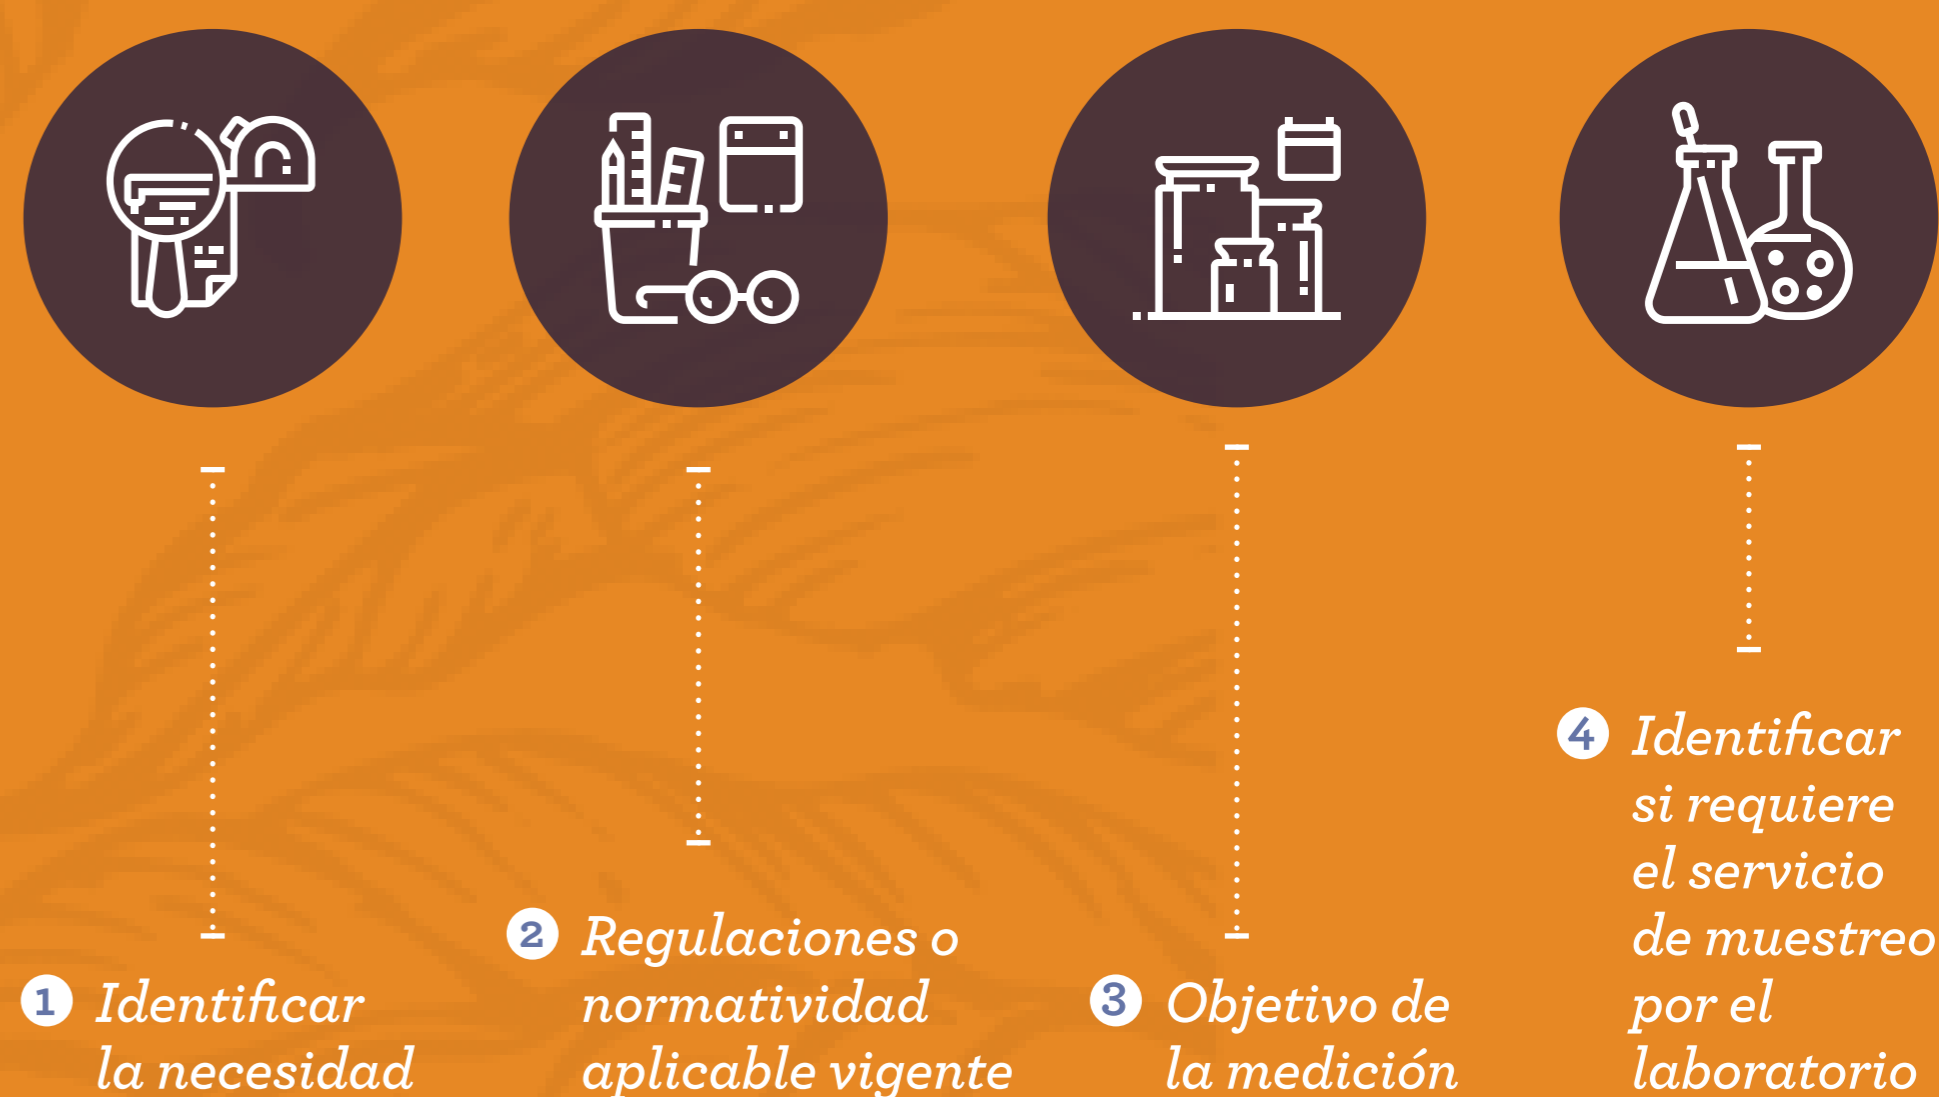 1 Identificar
la necesidad
2 Regulaciones o
normatividad
aplicable vigente
3 Objetivo de
la medición
4 Identificar
si requiere
el servicio
de muestreo
por el
laboratorio